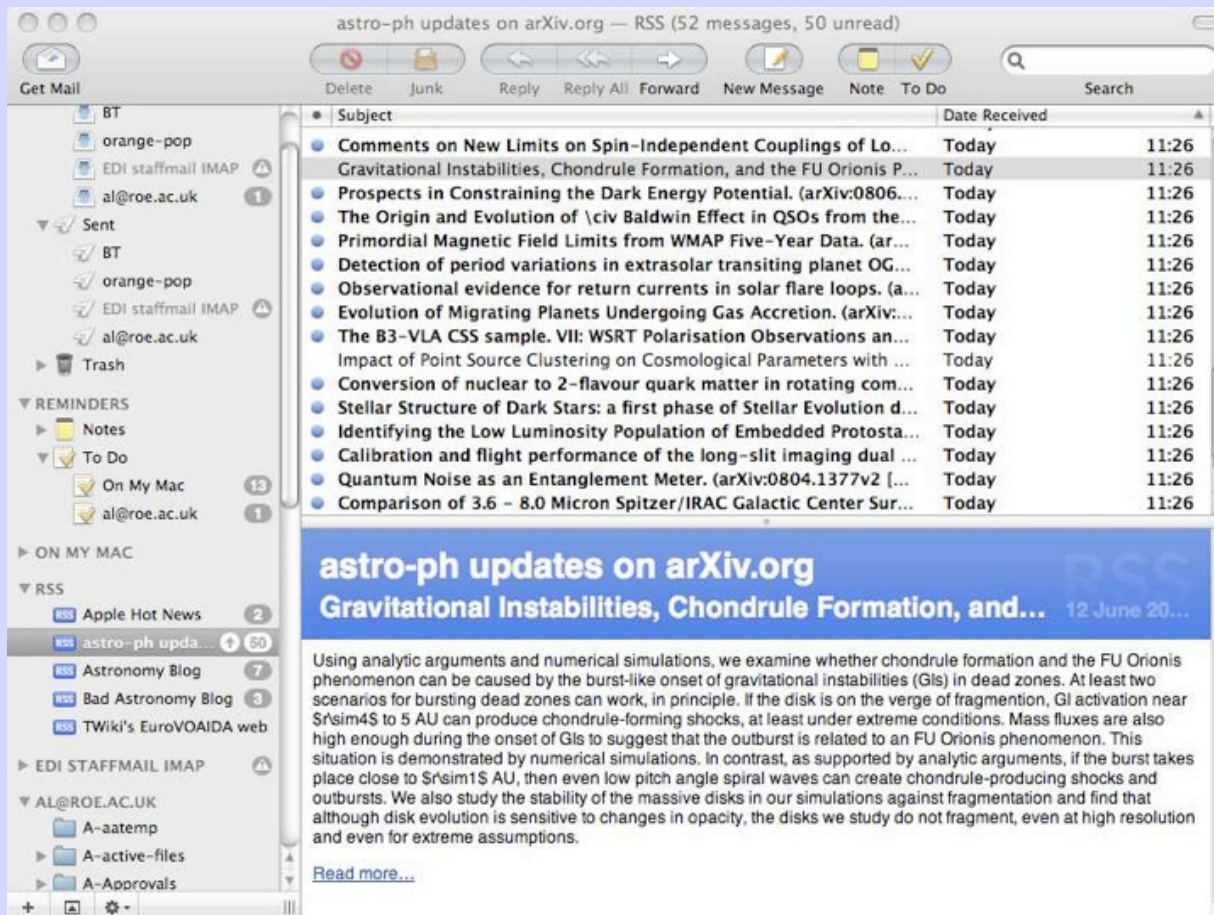 astro-ph updates on arXiv.org — RSS (52 messages, 50 unread)
Get Mail
Delete
Junk
Reply
Reply All
Forward
New Message
Note
To Do
Search
BT
orange-pop
EDI staffmail IMAP
al@roe.ac.uk 1
Sent
BT
orange-pop
EDI staffmail IMAP
al@roe.ac.uk
Trash
REMINDERS
Notes
To Do
On My Mac 13
al@roe.ac.uk 1
ON MY MAC
RSS
RSS Apple Hot News 2
RSS astro-ph upda... 50
RSS Astronomy Blog 7
RSS Bad Astronomy Blog 3
RSS TWiki's EuroVOAIDA web
EDI STAFFMAIL IMAP
AL@ROE.AC.UK
A-aatemp
A-active-files
A-Approvals
Subject Date Received
Comments on New Limits on Spin-Independent Couplings of Lo... Today 11:26
Gravitational Instabilities, Chondrule Formation, and the FU Orionis P... Today 11:26
Prospects in Constraining the Dark Energy Potential. (arXiv:0806.... Today 11:26
The Origin and Evolution of \civ Baldwin Effect in QSOs from the... Today 11:26
Primordial Magnetic Field Limits from WMAP Five-Year Data. (ar... Today 11:26
Detection of period variations in extrasolar transiting planet OG... Today 11:26
Observational evidence for return currents in solar flare loops. (a... Today 11:26
Evolution of Migrating Planets Undergoing Gas Accretion. (arXiv:... Today 11:26
The B3-VLA CSS sample. VII: WSRT Polarisation Observations an... Today 11:26
Impact of Point Source Clustering on Cosmological Parameters with ... Today 11:26
Conversion of nuclear to 2-flavour quark matter in rotating com... Today 11:26
Stellar Structure of Dark Stars: a first phase of Stellar Evolution d... Today 11:26
Identifying the Low Luminosity Population of Embedded Protosta... Today 11:26
Calibration and flight performance of the long-slit imaging dual ... Today 11:26
Quantum Noise as an Entanglement Meter. (arXiv:0804.1377v2 [... Today 11:26
Comparison of 3.6 - 8.0 Micron Spitzer/IRAC Galactic Center Sur... Today 11:26
astro-ph updates on arXiv.org
RSS
Gravitational Instabilities, Chondrule Formation, and... 12 June 20...
Using analytic arguments and numerical simulations, we examine whether chondrule formation and the FU Orionis
phenomenon can be caused by the burst-like onset of gravitational instabilities (GIs) in dead zones. At least two
scenarios for bursting dead zones can work, in principle. If the disk is on the verge of fragmention, GI activation near
$r\sim4$ to 5 AU can produce chondrule-forming shocks, at least under extreme conditions. Mass fluxes are also
high enough during the onset of GIs to suggest that the outburst is related to an FU Orionis phenomenon. This
situation is demonstrated by numerical simulations. In contrast, as supported by analytic arguments, if the burst takes
place close to $r\sim1$ AU, then even low pitch angle spiral waves can create chondrule-producing shocks and
outbursts. We also study the stability of the massive disks in our simulations against fragmentation and find that
although disk evolution is sensitive to changes in opacity, the disks we study do not fragment, even at high resolution
and even for extreme assumptions.
Read more...